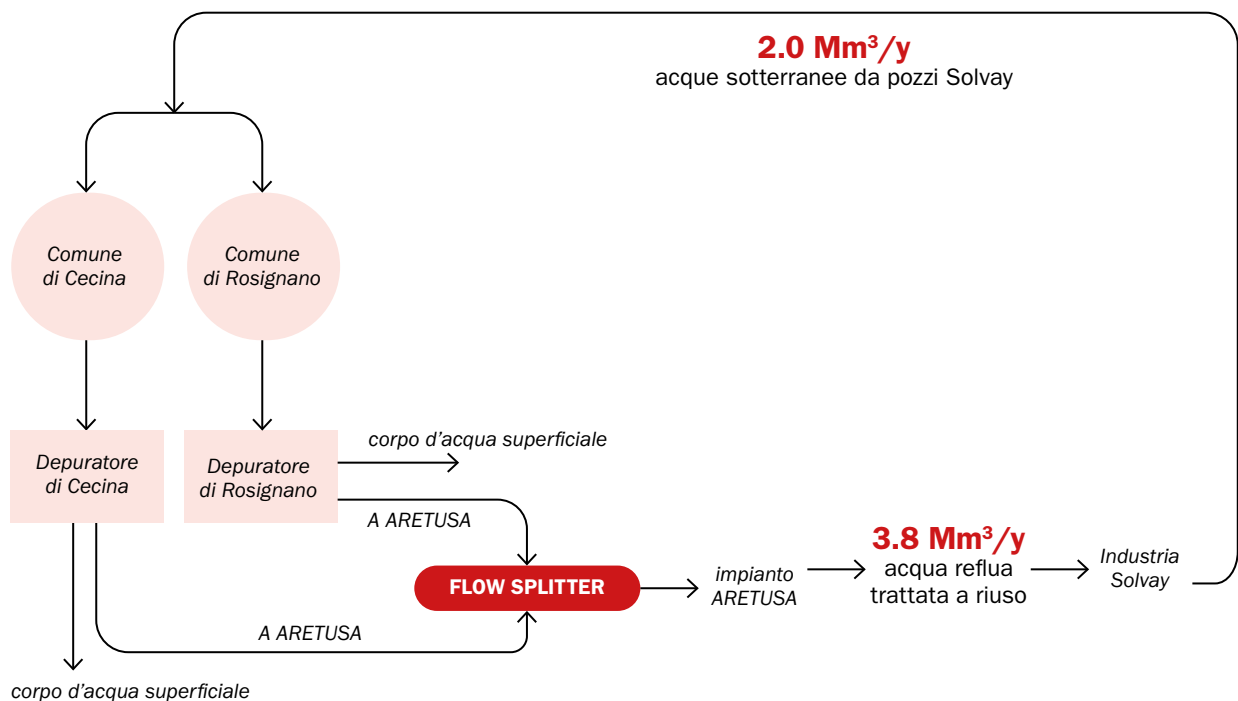 2.0 Mm³/y
acque sotterranee da pozzi Solvay
Comune
di Cecina
Comune
di Rosignano
Depuratore
di Cecina
Depuratore
di Rosignano
corpo d'acqua superficiale
A ARETUSA
FLOW SPLITTER
impianto
ARETUSA
3.8 Mm³/y
acqua reflua
trattata a riuso
Industria
Solvay
A ARETUSA
corpo d'acqua superficiale